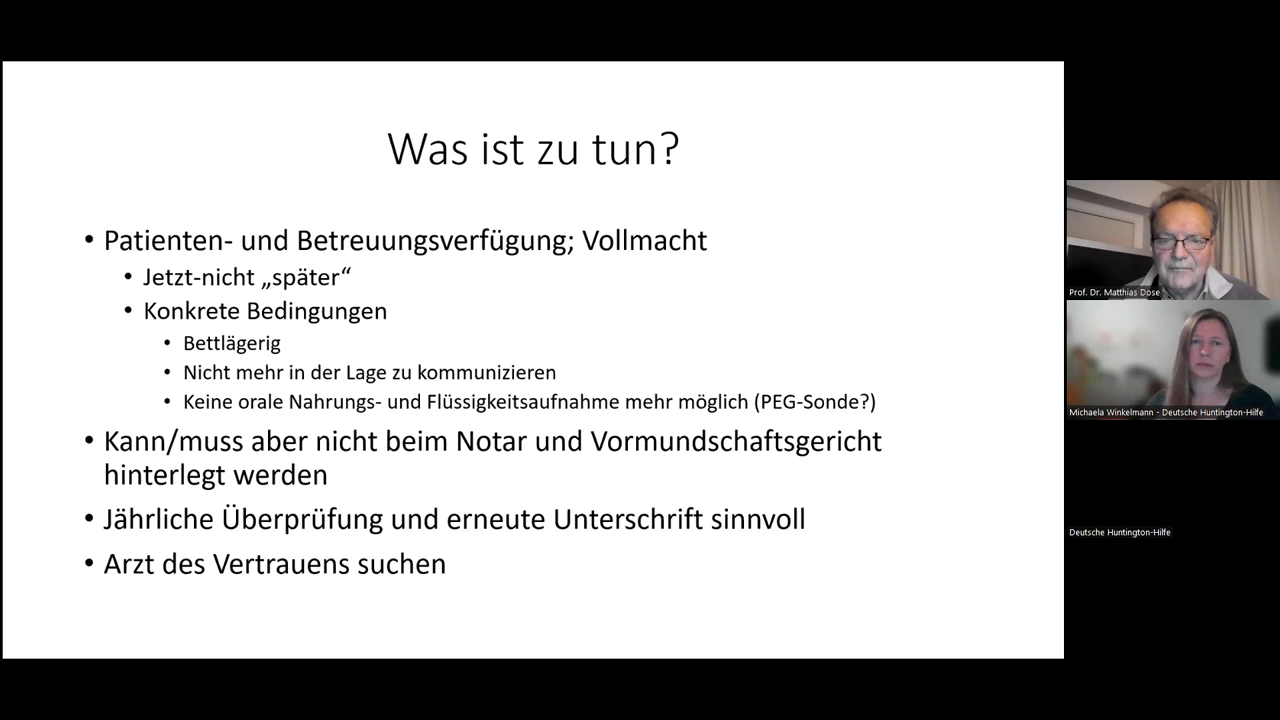 Was ist zu tun?
• Patienten- und Betreuungsverfügung; Vollmacht
• Jetzt-nicht „später“
• Konkrete Bedingungen
• Bettlägerig
• Nicht mehr in der Lage zu kommunizieren
• Keine orale Nahrungs- und Flüssigkeitsaufnahme mehr möglich (PEG-Sonde?)
• Kann/muss aber nicht beim Notar und Vormundschaftsgericht
hinterlegt werden
• Jährliche Überprüfung und erneute Unterschrift sinnvoll
• Arzt des Vertrauens suchen
Prof. Dr. Matthias Dose
Michaela Winkelmann - Deutsche Huntington-Hilfe
Deutsche Huntington-Hilfe